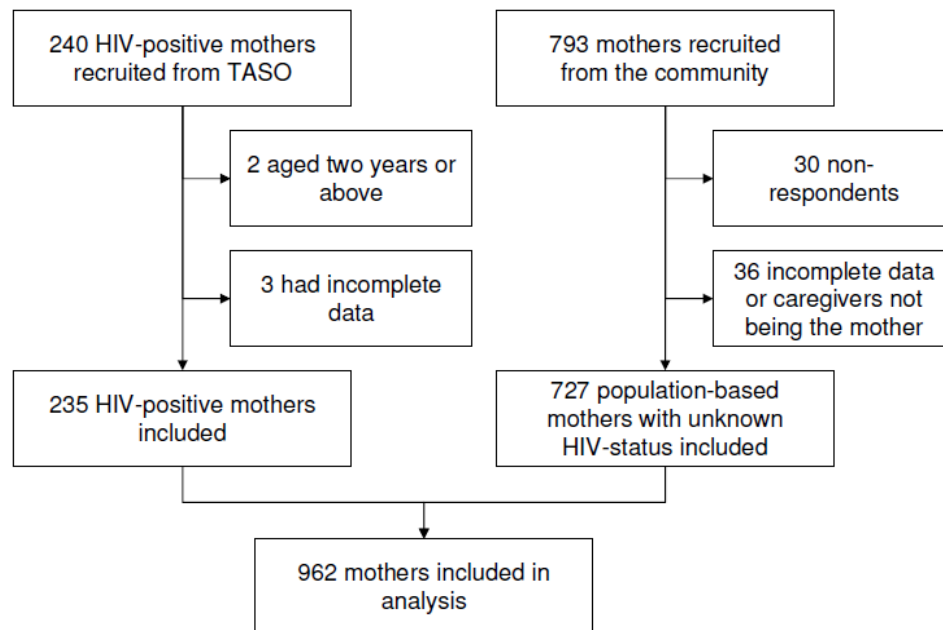 240 HIV-positive mothers
recruited from TASO
793 mothers recruited
from the community
2 aged two years or
above
30 non-
respondents
3 had incomplete
data
36 incomplete data
or caregivers not
being the mother
235 HIV-positive mothers
included
727 population-based
mothers with unknown
HIV-status included
962 mothers included in
analysis